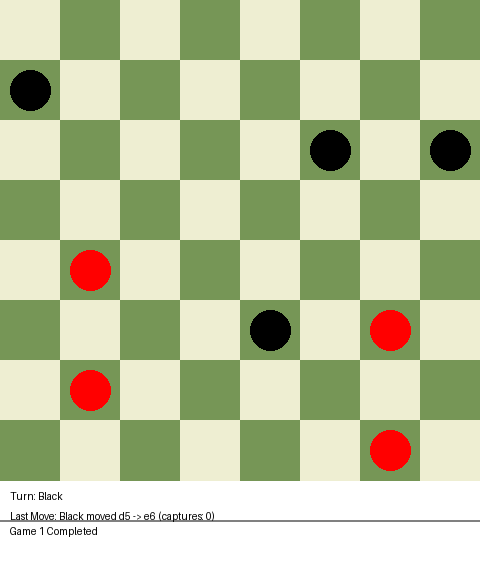 Turn: Black
Last Move: Black moved d5 -> e6 (captures: 0)
Game 1 Completed